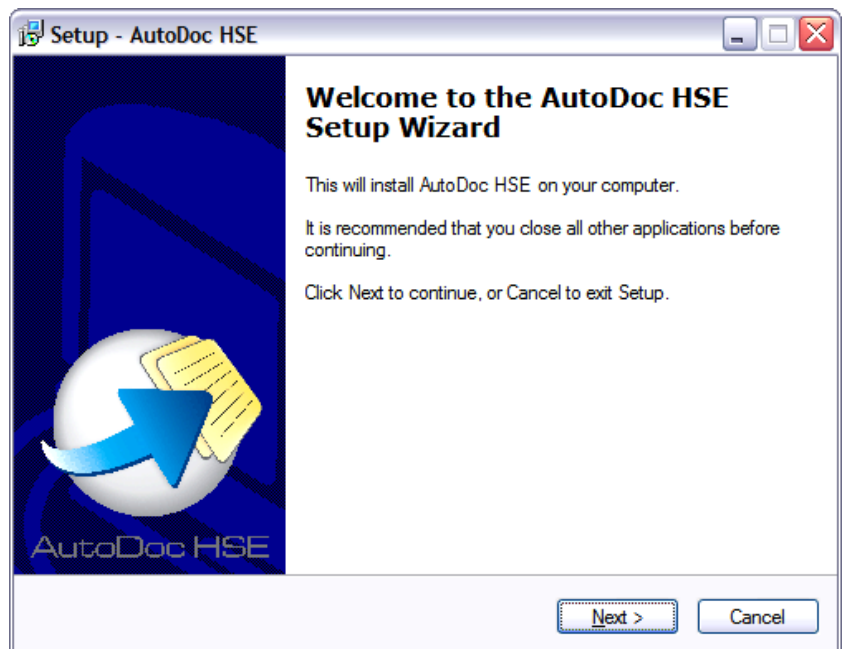 Setup - AutoDoc HSE
Welcome to the AutoDoc HSE
Setup Wizard
This will install AutoDoc HSE on your computer.
It is recommended that you close all other applications before
continuing.
Click Next to continue, or Cancel to exit Setup.
AutoDoc HSE
Next >
Cancel